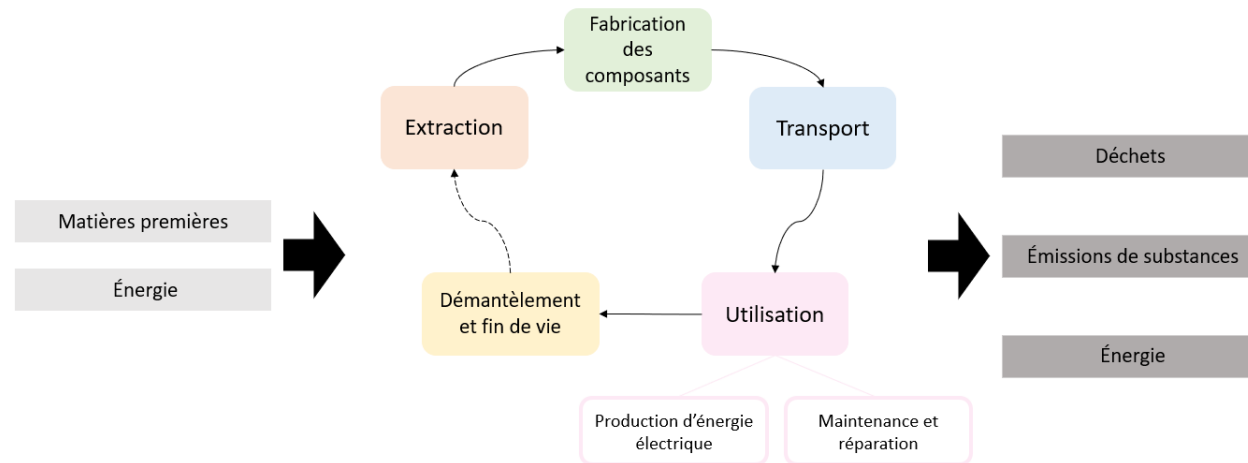 Matières premières
Énergie
Extraction
Fabrication
des
composants
Transport
Utilisation
Démantèlement
et fin de vie
Production d’énergie
électrique
Maintenance et
réparation
Déchets
Émissions de substances
Énergie